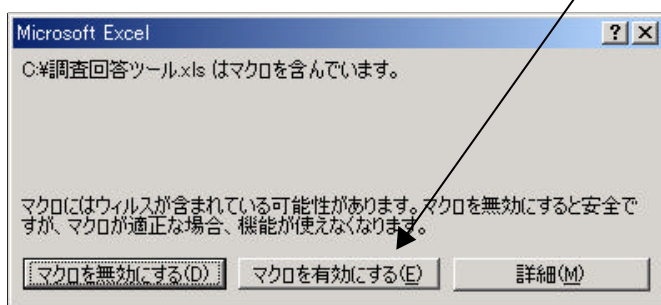 Microsoft Excel
C:¥調査回答ツール.xls はマクロを含んでいます。
マクロにはウィルスが含まれている可能性があります。マクロを無効にすると安全で
すが、マクロが適正な場合、機能が使えなくなります。
マクロを無効にする(D) マクロを有効にする(E) 詳細(M)